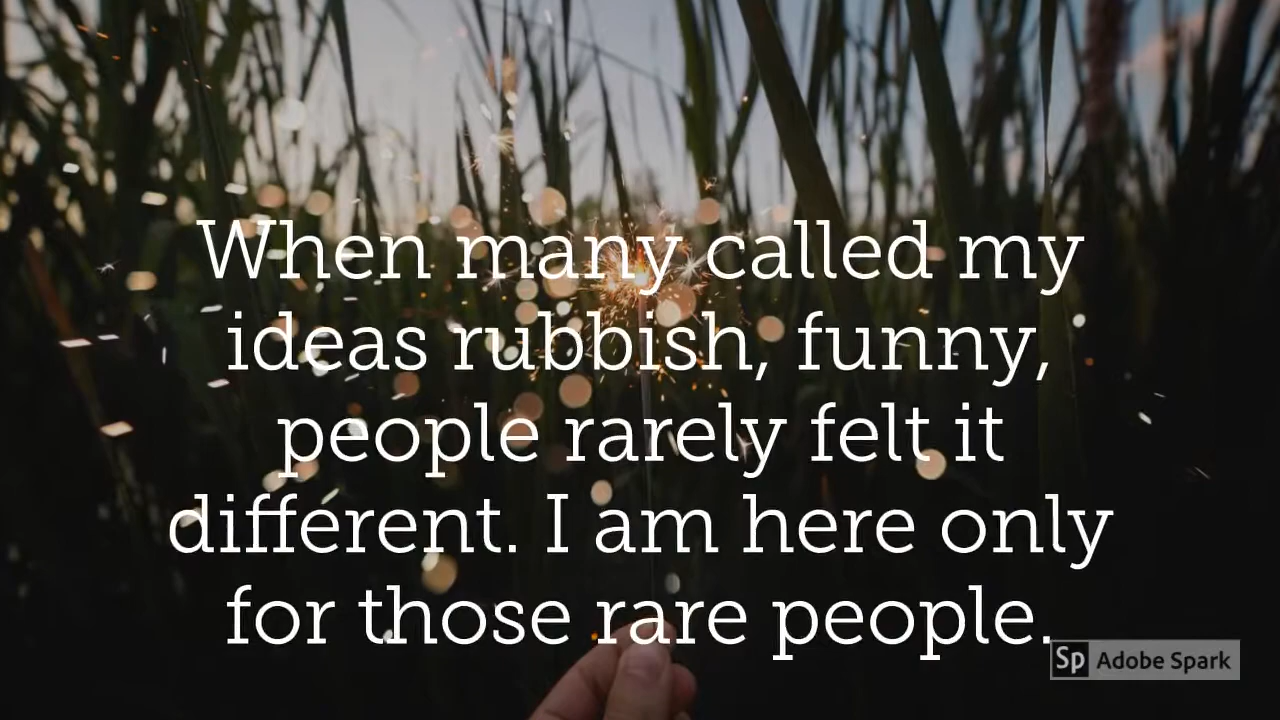 When many called my
ideas rubbish, funny,
people rarely felt it
different. I am here only
for those rare people.
Sp Adobe Spark